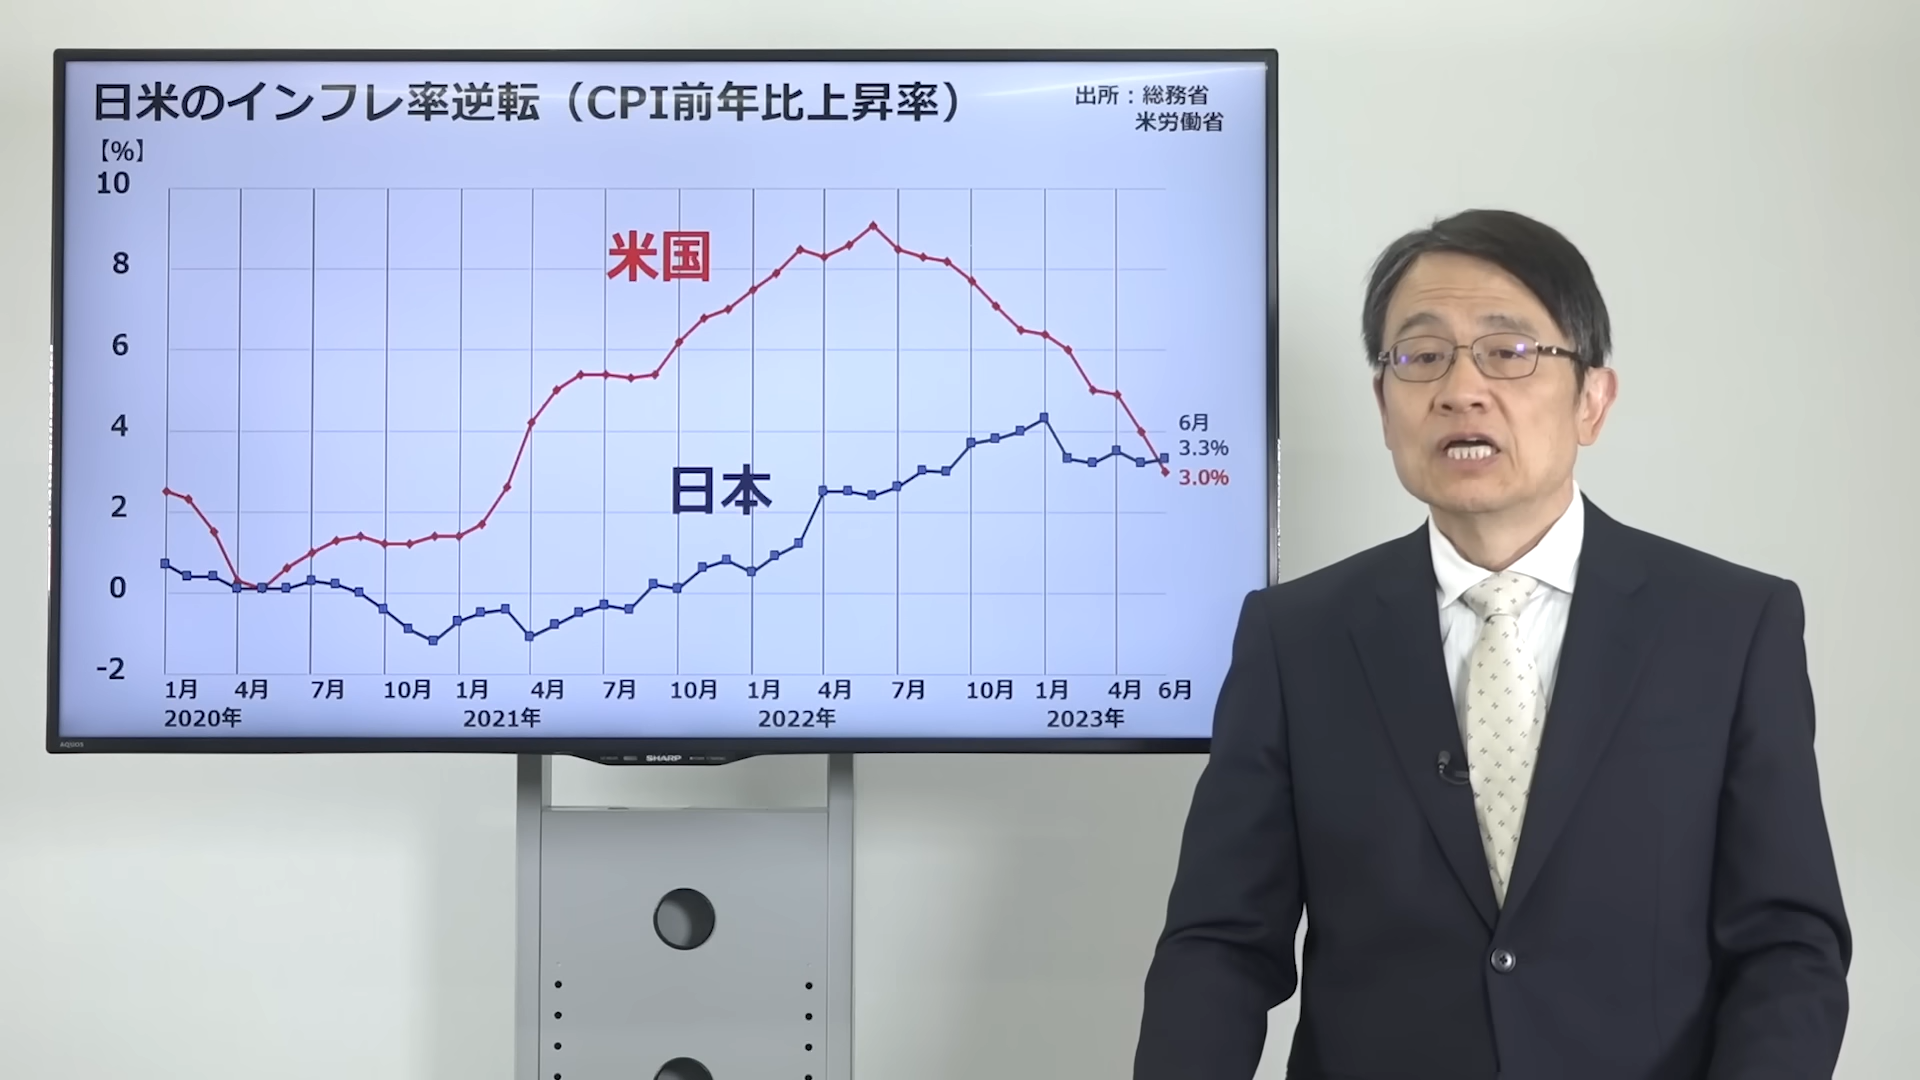 日米のインフレ率逆転（CPI前年比上昇率）
出所：総務省
米労働省
【%】
10
8
6
4
2
0
-2
米国
日本
6月
3.3%
3.0%
1月 4月 7月 10月 1月 4月 7月 10月 1月 4月 7月 10月 1月 4月 6月
2020年 2021年 2022年 2023年
AQUOS
SHARP